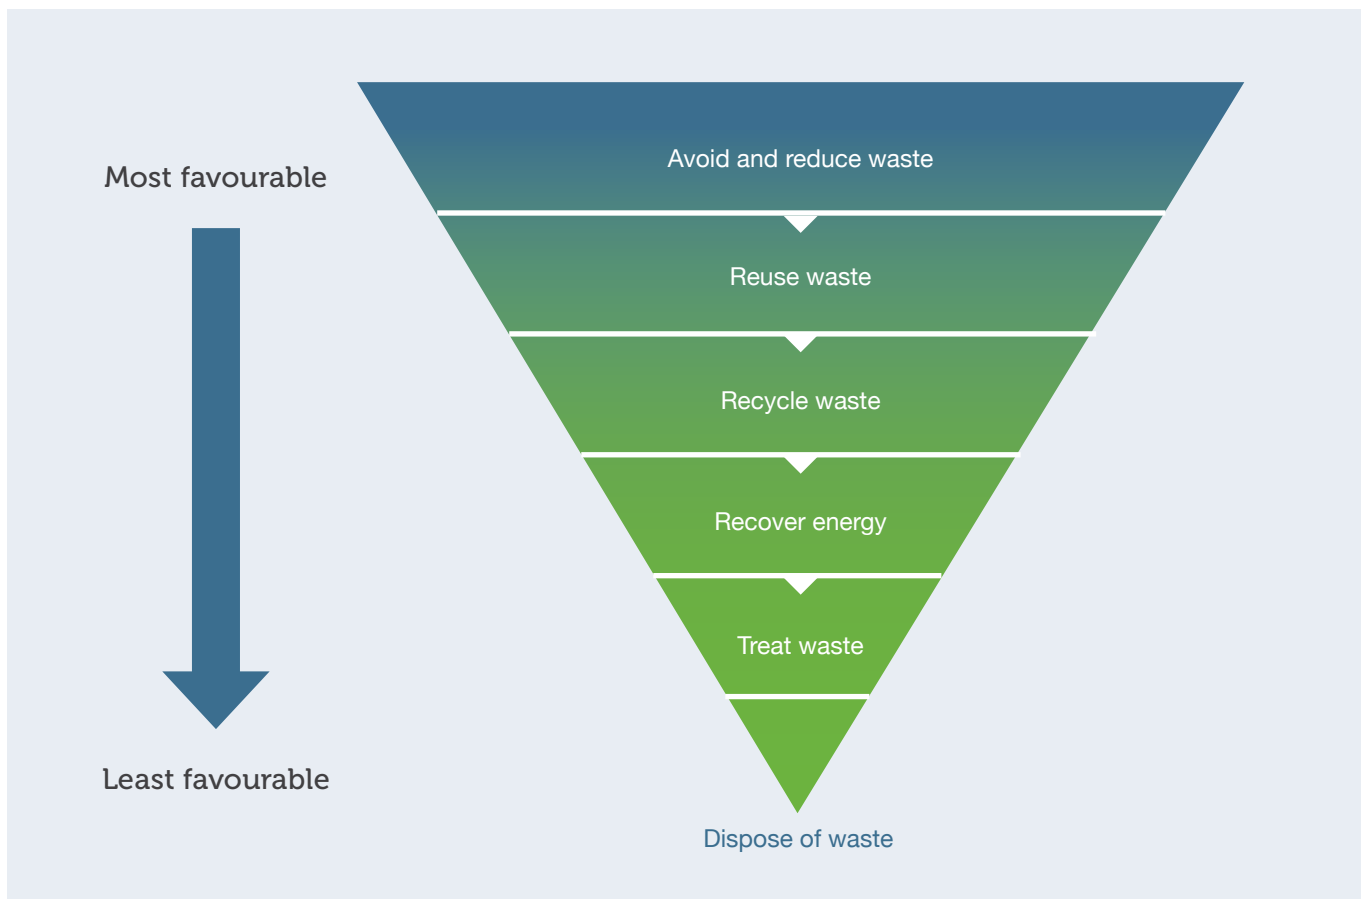 Most favourable
Avoid and reduce waste
Reuse waste
Recycle waste
Recover energy
Treat waste
Least favourable
Dispose of waste